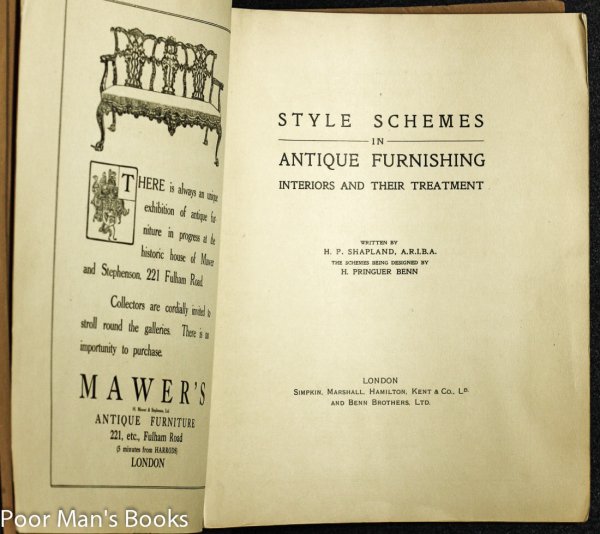 THERE is always an unique
exhibition of antique fur-
niture in progress at the
historic house of Mawer
and Stephenson, 221 Fulham Road.
Collectors are cordially invited to
stroll round the galleries. There is no
importunity to purchase.
MAWER'S
ANTIQUE FURNITURE
221, etc., Fulham Road
(5 minutes from HARRODS)
LONDON
STYLE SCHEMES
IN
ANTIQUE FURNISHING
INTERIORS AND THEIR TREATMENT
WRITTEN BY
H. P. SHAPLAND, A.R.I.B.A.
THE SCHEMES BEING DESIGNED BY
H. PRINGUER BENN
LONDON
SIMPKIN, MARSHALL, HAMILTON, KENT & CO., LD.
AND BENN BROTHERS, LTD.
Poor Man's Books